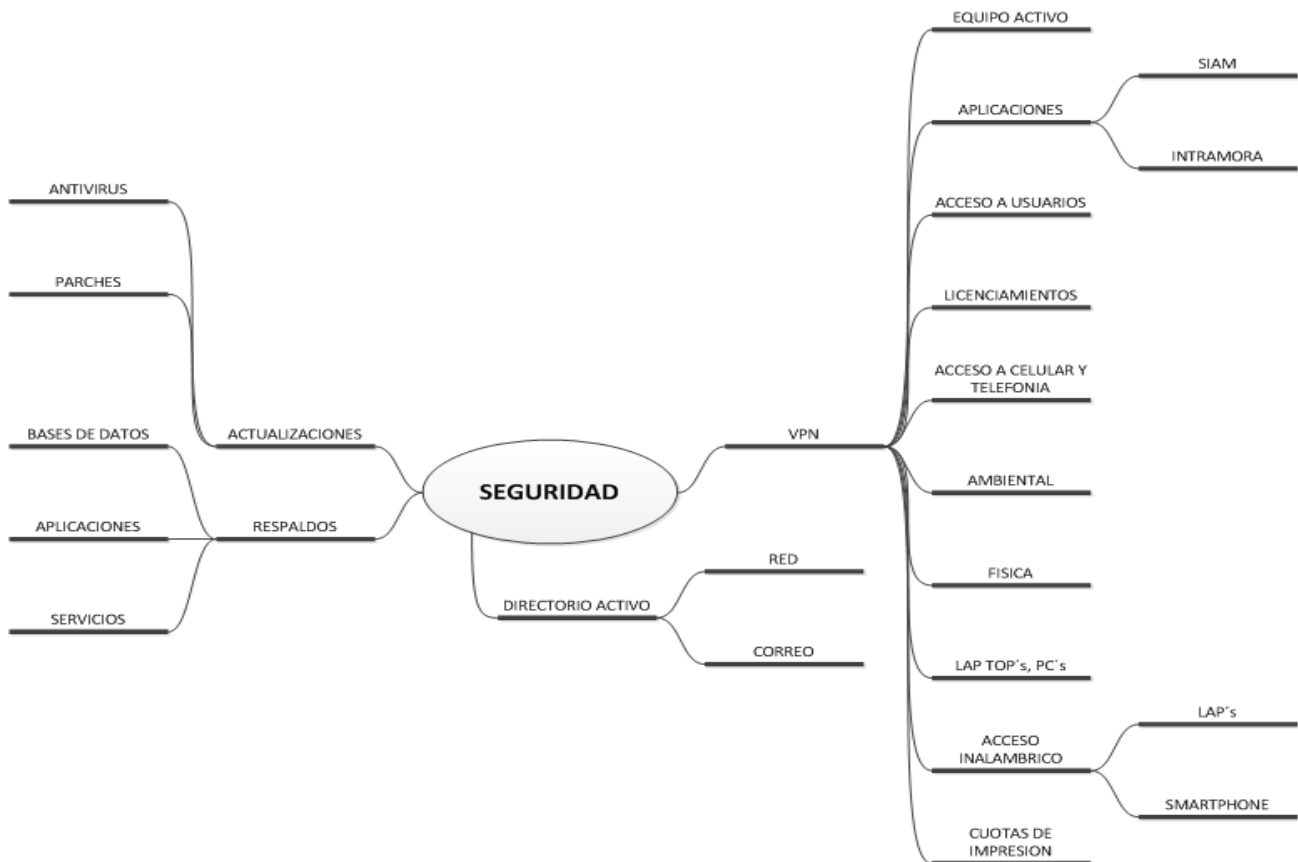 EQUIPO ACTIVO
SIAM
APLICACIONES
INTRAMORA
ANTIVIRUS
ACCESO A USUARIOS
PARCHES
LICENCIAMIENTOS
ACCESO A CELULAR Y
TELEFONIA
BASES DE DATOS
ACTUALIZACIONES
VPN
SEGURIDAD
AMBIENTAL
APLICACIONES
RESPALDOS
RED
FISICA
SERVICIOS
DIRECTORIO ACTIVO
CORREO
LAP TOP´s, PC´s
LAP´s
ACCESO
INALAMBRICO
SMARTPHONE
CUOTAS DE
IMPRESION